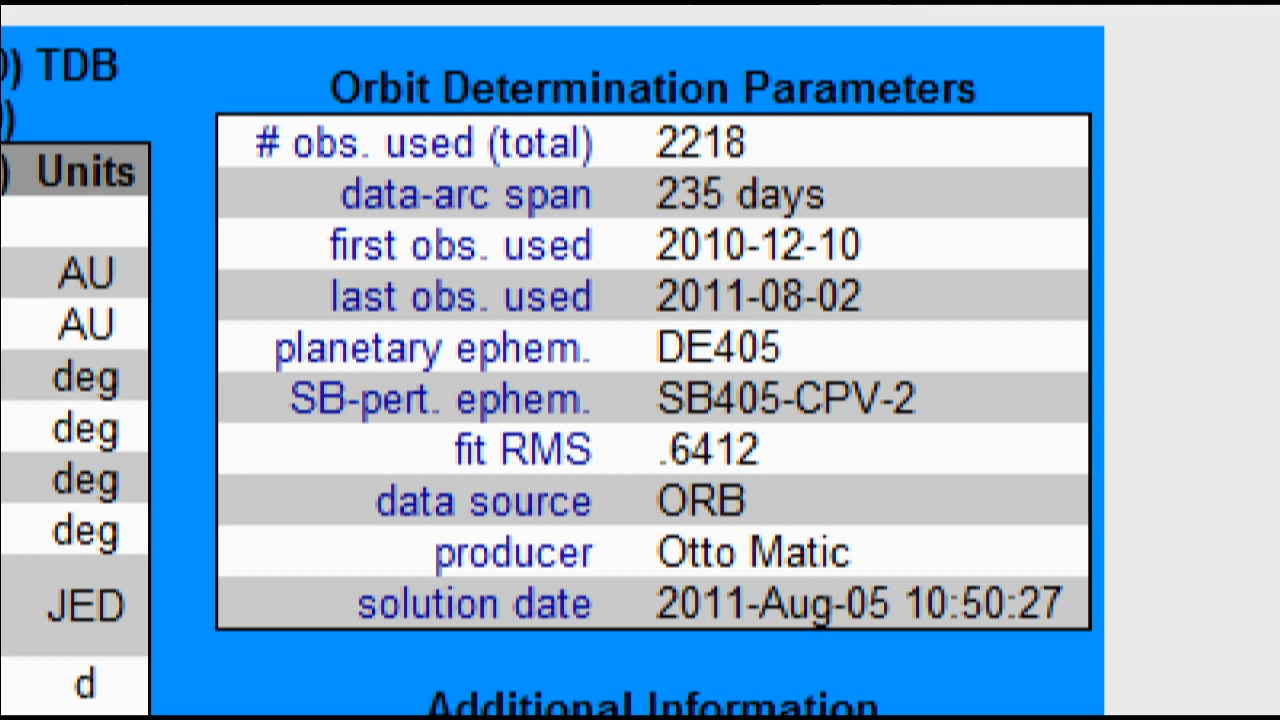 ) TDB
)
) Units
AU
AU
deg
deg
deg
deg
JED
d
Orbit Determination Parameters
# obs. used (total) 2218
data-arc span 235 days
first obs. used 2010-12-10
last obs. used 2011-08-02
planetary ephem. DE405
SB-pert. ephem. SB405-CPV-2
fit RMS .6412
data source ORB
producer Otto Matic
solution date 2011-Aug-05 10:50:27
Additional Information